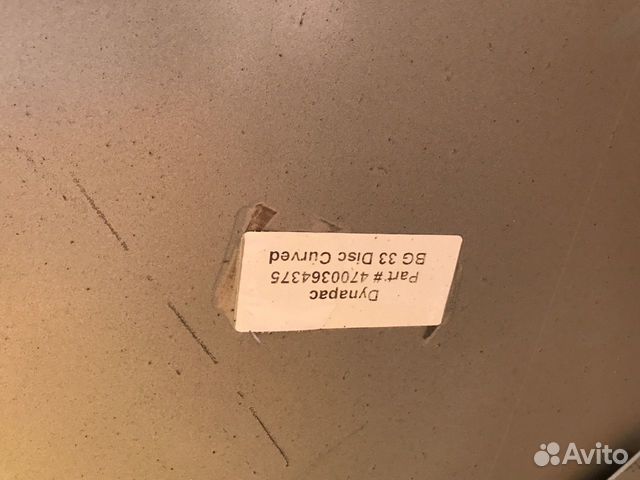 Dynapac
Part # 4700364375
BG 33 Disc Curved
Avito